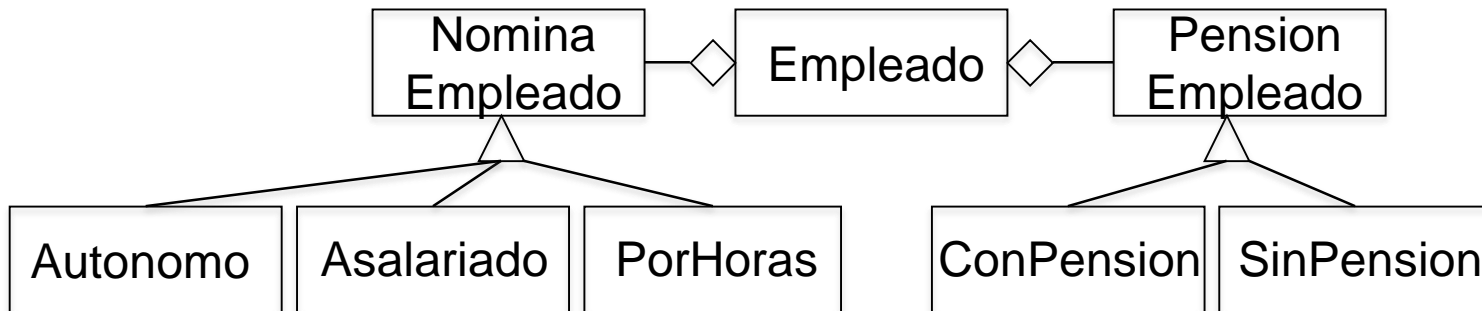 Nomina
Empleado
Empleado
Pension
Empleado
Autonomo
Asalariado
PorHoras
ConPension
SinPension